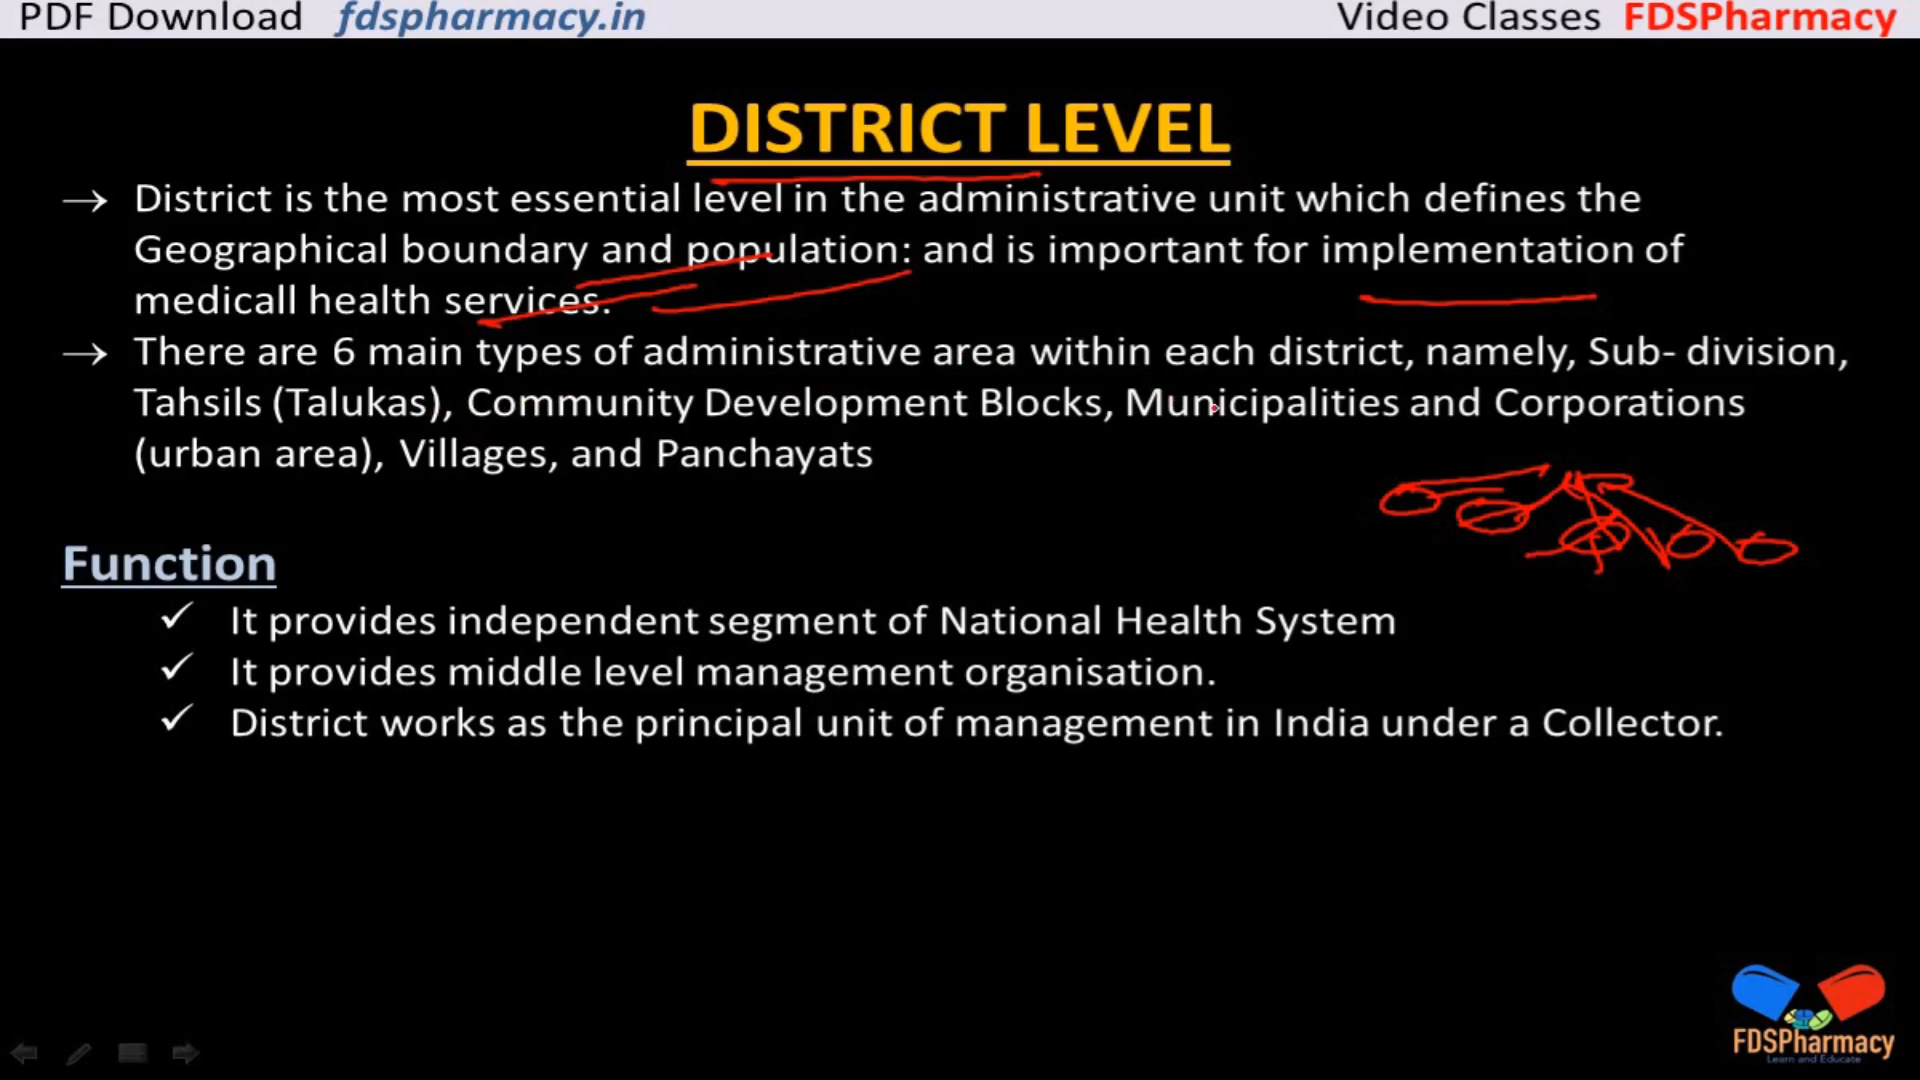 PDF Download fdspharmacy.in Video Classes FDSPharmacy
DISTRICT LEVEL
→ District is the most essential level in the administrative unit which defines the
Geographical boundary and population: and is important for implementation of
medicall health services.
→ There are 6 main types of administrative area within each district, namely, Sub- division,
Tahsils (Talukas), Community Development Blocks, Municipalities and Corporations
(urban area), Villages, and Panchayats
Function
✓ It provides independent segment of National Health System
✓ It provides middle level management organisation.
✓ District works as the principal unit of management in India under a Collector.
FDSPharmacy
Learn and Educate